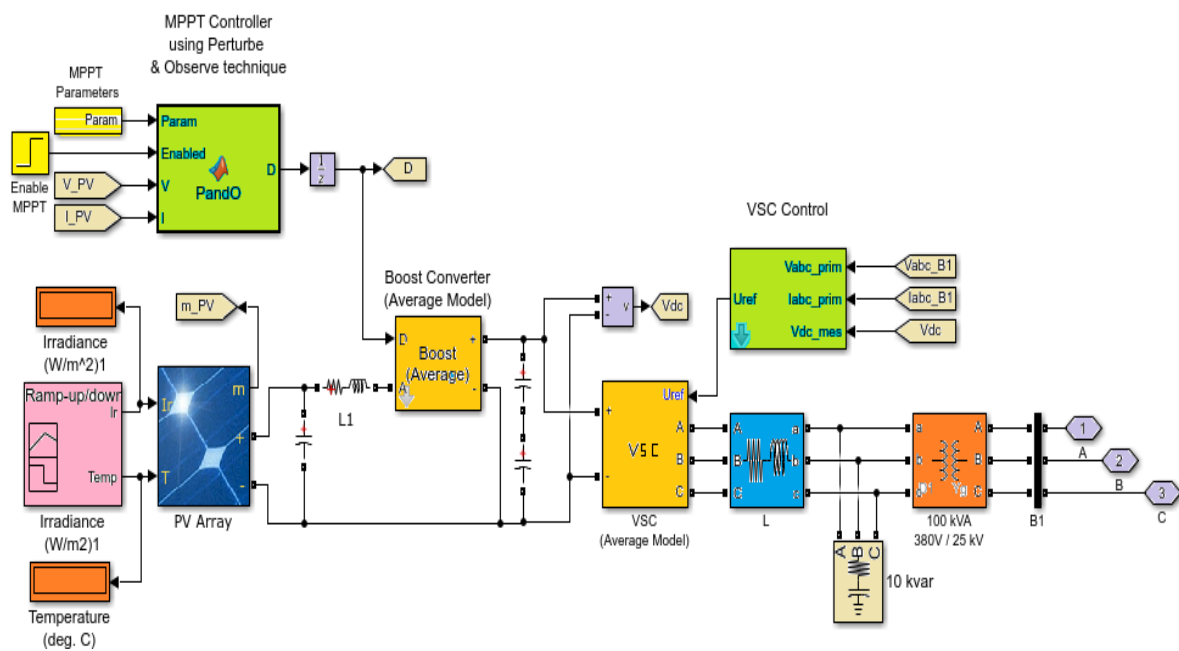 MPPT Controller
using Perturbe
& Observe technique
MPPT
Parameters
Param
Param
Enabled
V
I
D
PandO
Enable
MPPT
V_PV
I_PV
1
z
D
VSC Control
Vabc_prim
Iabc_prim
Vdc_mes
Uref
Vabc_B1
Iabc_B1
Vdc
Boost Converter
(Average Model)
D
A
+
-
Boost
(Average)
+
-
v
Vdc
m_PV
Irradiance
(W/m^2)1
Ramp-up/down
Ir
Temp
Irradiance
(W/m2)1
Ir
T
m
+
-
PV Array
L1
Uref
+
-
VSC
A
B
C
VSC
(Average Model)
A
B
C
a
b
c
L
a
b
A
B
C
100 kVA
380V / 25 kV
B1
1
A
2
B
3
C
A
B
C
10 kvar
Temperature
(deg. C)